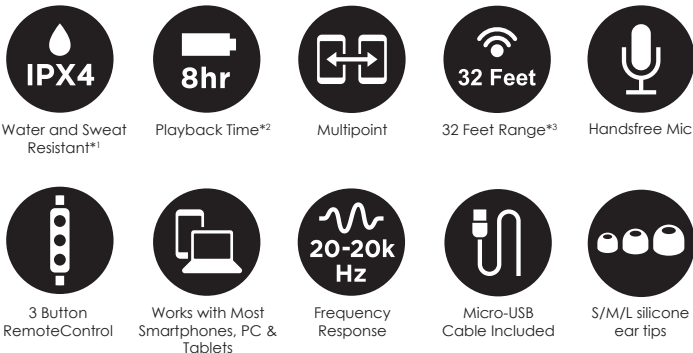 IPX4
8hr
32 Feet
Water and Sweat
Resistant*1
Playback Time*2
Multipoint
32 Feet Range*3
Handsfree Mic
20-20k
Hz
3 Button
RemoteControl
Works with Most
Smartphones, PC &
Tablets
Frequency
Response
Micro-USB
Cable Included
S/M/L silicone
ear tips